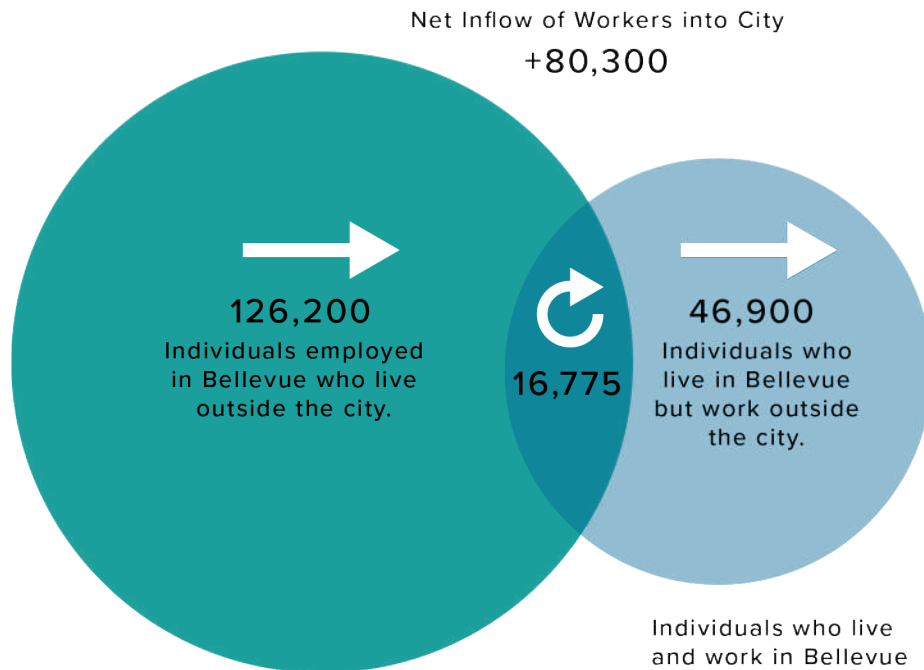 Net Inflow of Workers into City
+80,300
126,200
Individuals employed
in Bellevue who live
outside the city.
16,775
46,900
Individuals who
live in Bellevue
but work outside
the city.
Individuals who live
and work in Bellevue